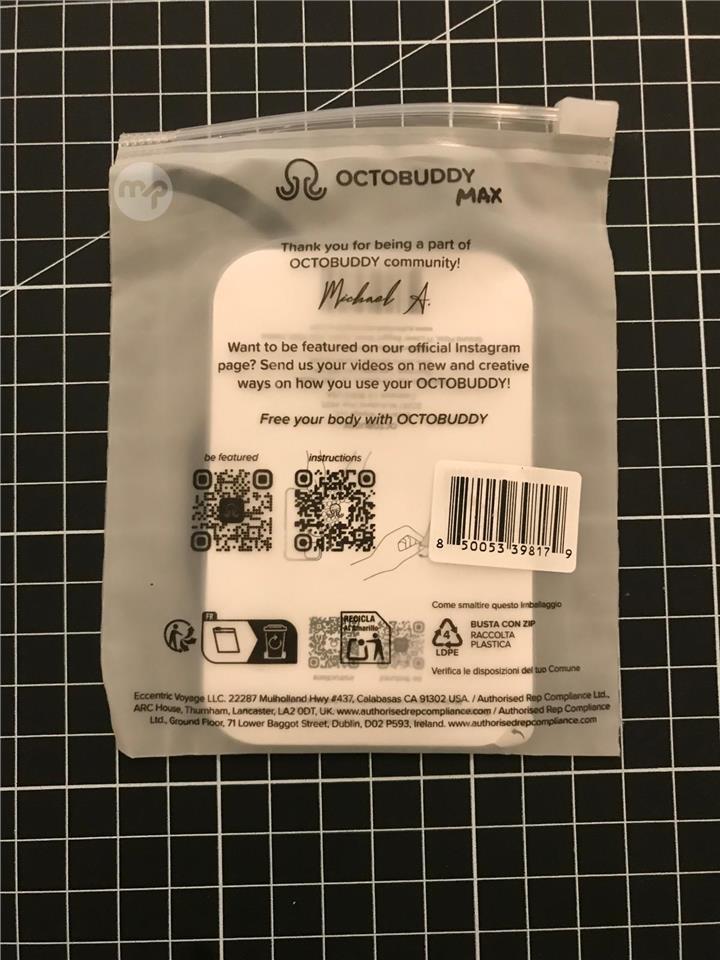 mp
OCTOBUDDY
MAX
Thank you for being a part of
OCTOBUDDY community!
Michael A.
Want to be featured on our official Instagram
page? Send us your videos on new and creative
ways on how you use your OCTOBUDDY!
Free your body with OCTOBUDDY
be featured
instructions
8 50053 39817 9
Come smaltire questo imballaggio
FR
RECICLA
Al Amarillo
4
LDPE
BUSTA CON ZIP
RACCOLTA
PLASTICA
Verifica le disposizioni del tuo Comune
Eccentric Voyage LLC. 22287 Mulholland Hwy #437, Calabasas CA 91302 USA. / Authorised Rep Compliance Ltd.,
ARC House, Thurnham, Lancaster, LA2 0DT, UK. www.authorisedrepcompliance.com / Authorised Rep Compliance
Ltd., Ground Floor, 71 Lower Baggot Street, Dublin, D02 P593, Ireland. www.authorisedrepcompliance.com